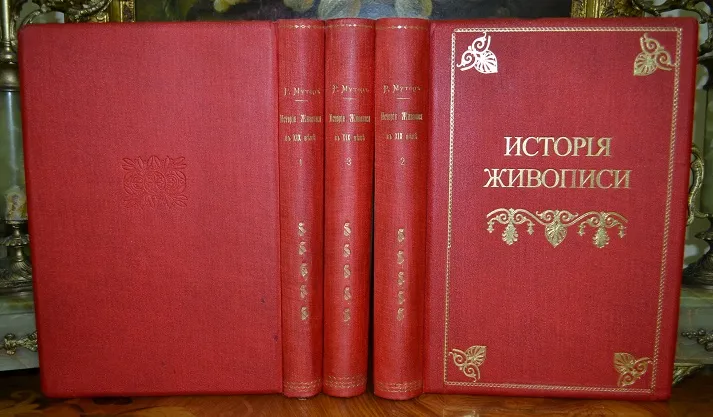 Р. Мутеръ
Исторія Живописи
въ XIX вѣкѣ
1
Р. Мутеръ
Исторія Живописи
въ XIX вѣкѣ
3
Р. Мутеръ
Исторія Живописи
въ XIX вѣкѣ
2
ИСТОРІЯ
ЖИВОПИСИ